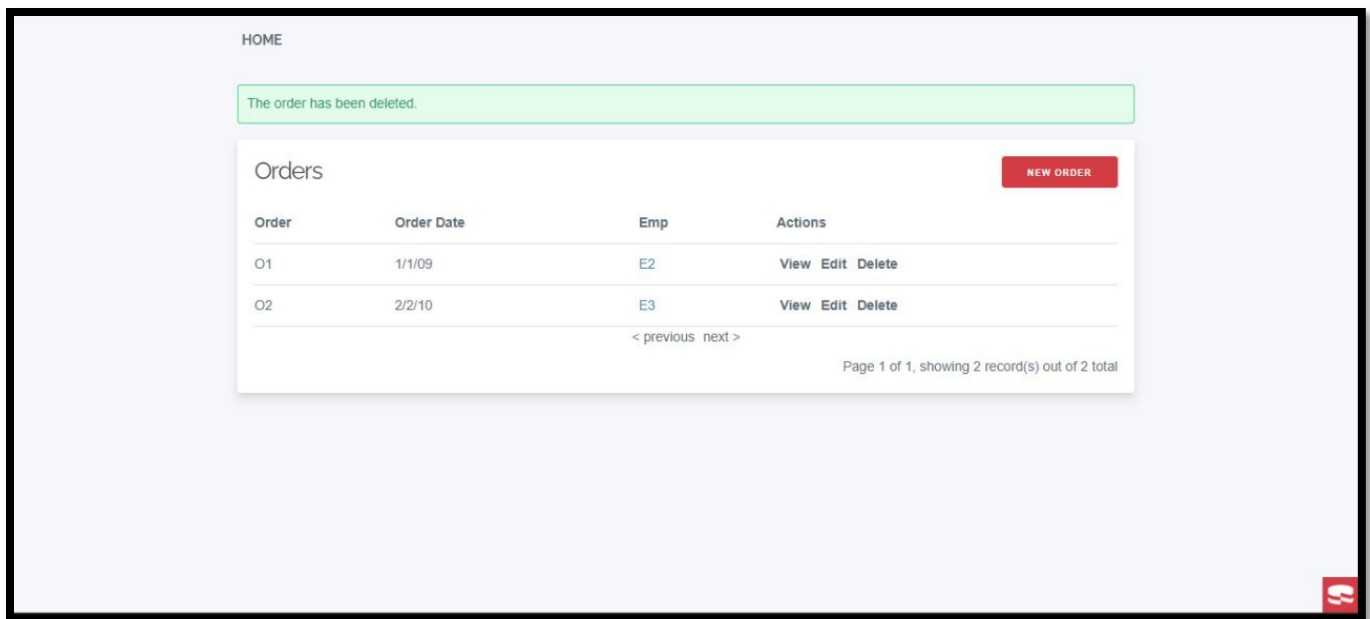 HOME
The order has been deleted.
Orders
NEW ORDER
Order Order Date Emp Actions
O1 1/1/09 E2 View Edit Delete
O2 2/2/10 E3 View Edit Delete
< previous next >
Page 1 of 1, showing 2 record(s) out of 2 total